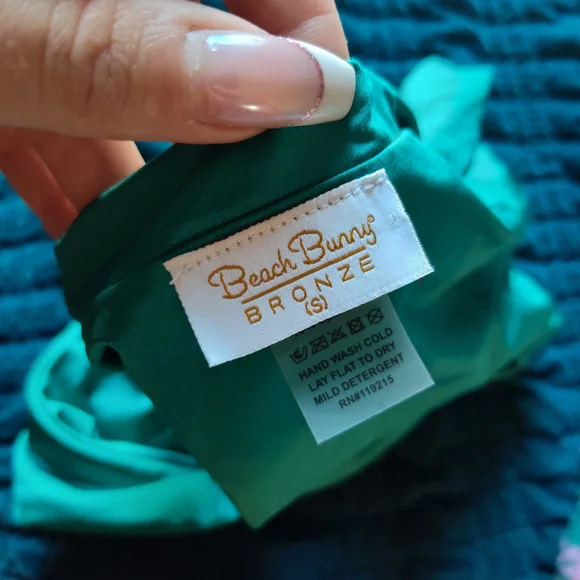 Beach Bunny®
BRONZE
(S)
HAND WASH COLD
LAY FLAT TO DRY
MILD DETERGENT
RN#119215